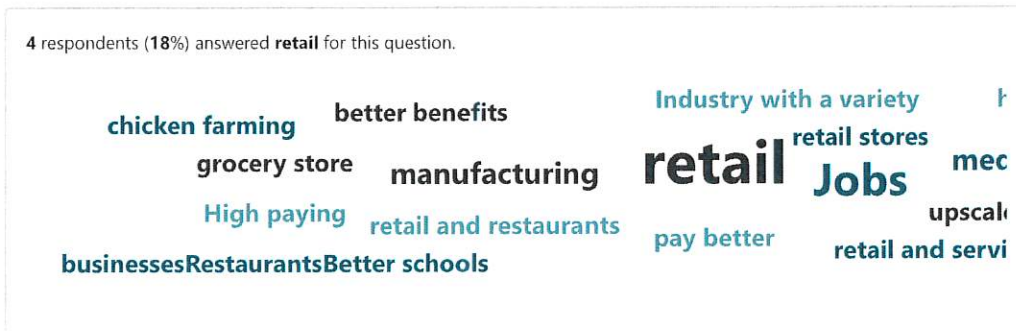 4 respondents (18%) answered retail for this question.
Industry with a variety
better benefits
chicken farming
retail stores
grocery store
manufacturing
retail
Jobs
High paying
retail and restaurants
pay better
businessesRestaurantsBetter schools
retail and servi